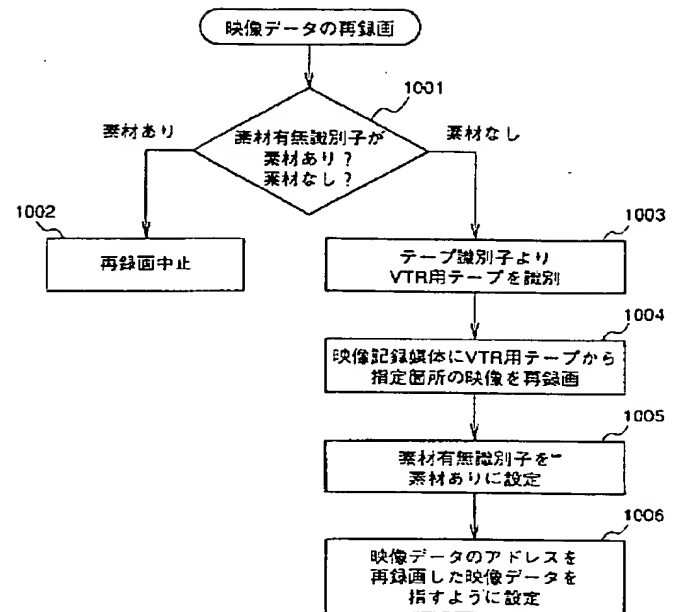 映像データの再録画
1001
素材あり
素材有無識別子が
素材あり?
素材なし?
素材なし
1002
再録画中止
1003
テープ識別子より
VTR用テープを識別
1004
映像記録媒体にVTR用テープから
指定箇所の映像を再録画
1005
素材有無識別子を
素材ありに設定
1006
映像データのアドレスを
再録画した映像データを
指すように設定